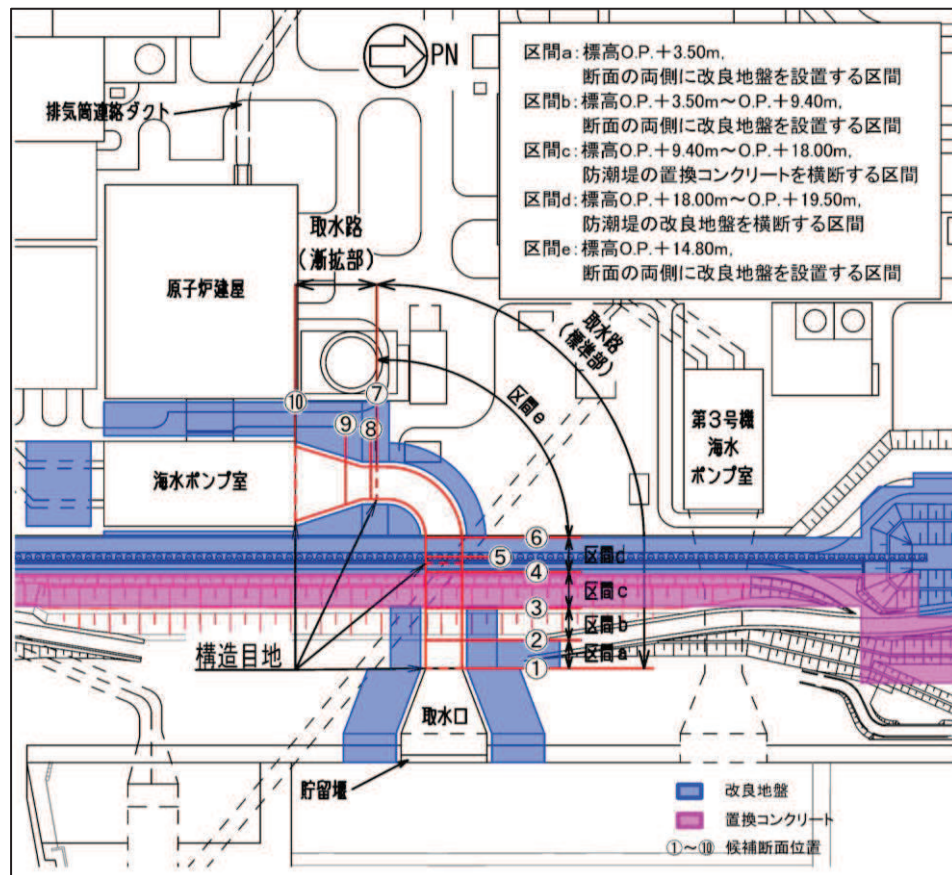 PN
排気筒連絡ダクト
区間a:標高O.P.+3.50m,
断面の両側に改良地盤を設置する区間
区間b:標高O.P.+3.50m~O.P.+9.40m,
断面の両側に改良地盤を設置する区間
区間c:標高O.P.+9.40m~O.P.+18.00m,
防潮堤の置換コンクリートを横断する区間
区間d:標高O.P.+18.00m~O.P.+19.50m,
防潮堤の改良地盤を横断する区間
区間e:標高O.P.+14.80m,
断面の両側に改良地盤を設置する区間
取水路
(漸拡部)
原子炉建屋
取水路
(標準部)
区間e
⑩
⑦
⑨
⑧
第3号機
海水
ポンプ室
海水ポンプ室
⑥
⑤
区間d
④
区間c
③
区間b
②
区間a
①
構造目地
取水口
貯留堰
改良地盤
置換コンクリート
①~⑩ 候補断面位置